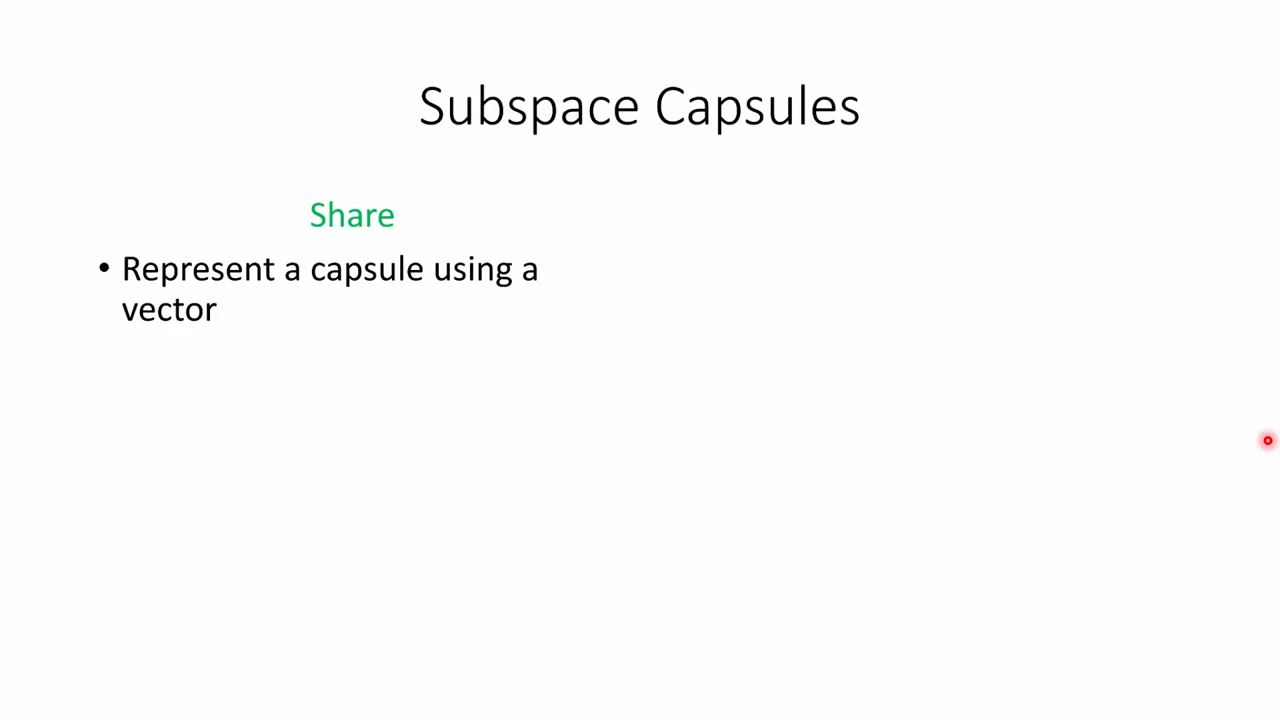 Subspace Capsules
Share
• Represent a capsule using a
vector